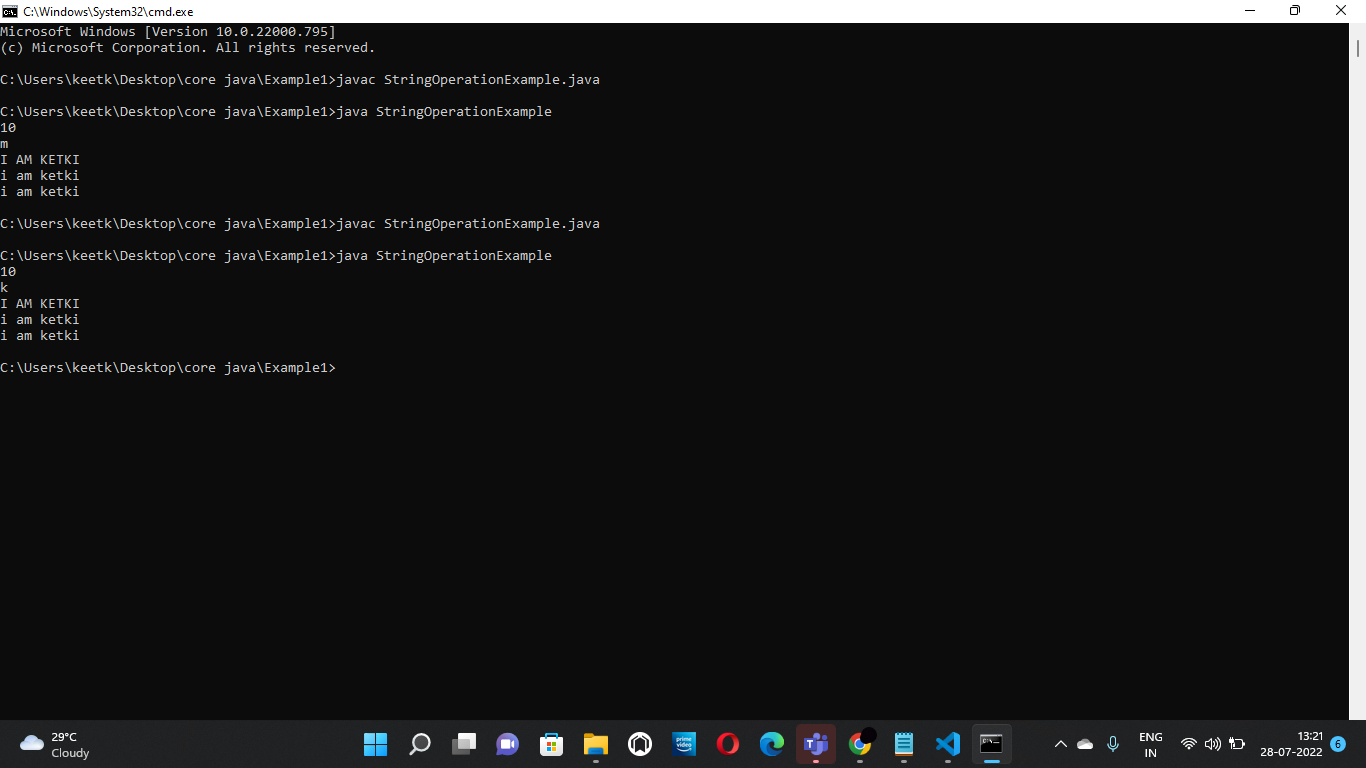 C:\Windows\System32\cmd.exe
Microsoft Windows [Version 10.0.22000.795]
(c) Microsoft Corporation. All rights reserved.
C:\Users\keetk\Desktop\core java\Example1>javac StringOperationExample.java
C:\Users\keetk\Desktop\core java\Example1>java StringOperationExample
10
m
I AM KETKI
i am ketki
i am ketki
C:\Users\keetk\Desktop\core java\Example1>javac StringOperationExample.java
C:\Users\keetk\Desktop\core java\Example1>java StringOperationExample
10
k
I AM KETKI
i am ketki
i am ketki
C:\Users\keetk\Desktop\core java\Example1>
29°C
Cloudy
prime video
ENG
IN
13:21
28-07-2022
6